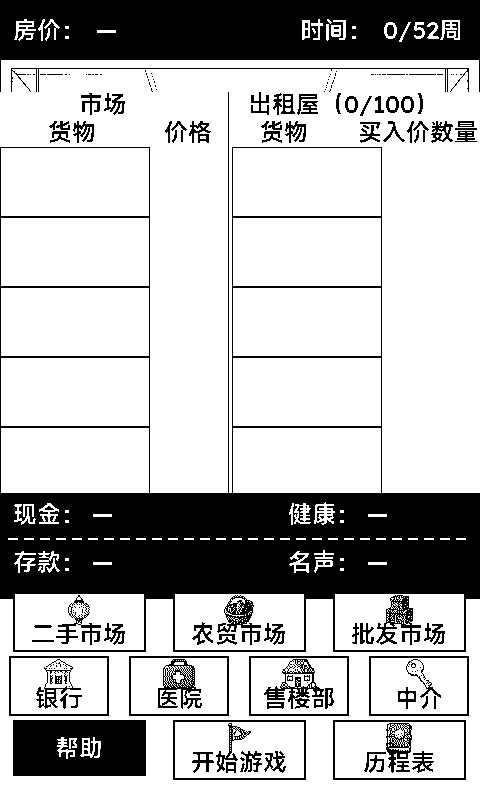 房价： — 时间： 0/52周
市场 出租屋（0/100）
货物 价格 货物 买入价数量
现金： — 健康： —
存款： — 名声： —
二手市场 农贸市场 批发市场
银行 医院 售楼部 中介
帮助 开始游戏 历程表